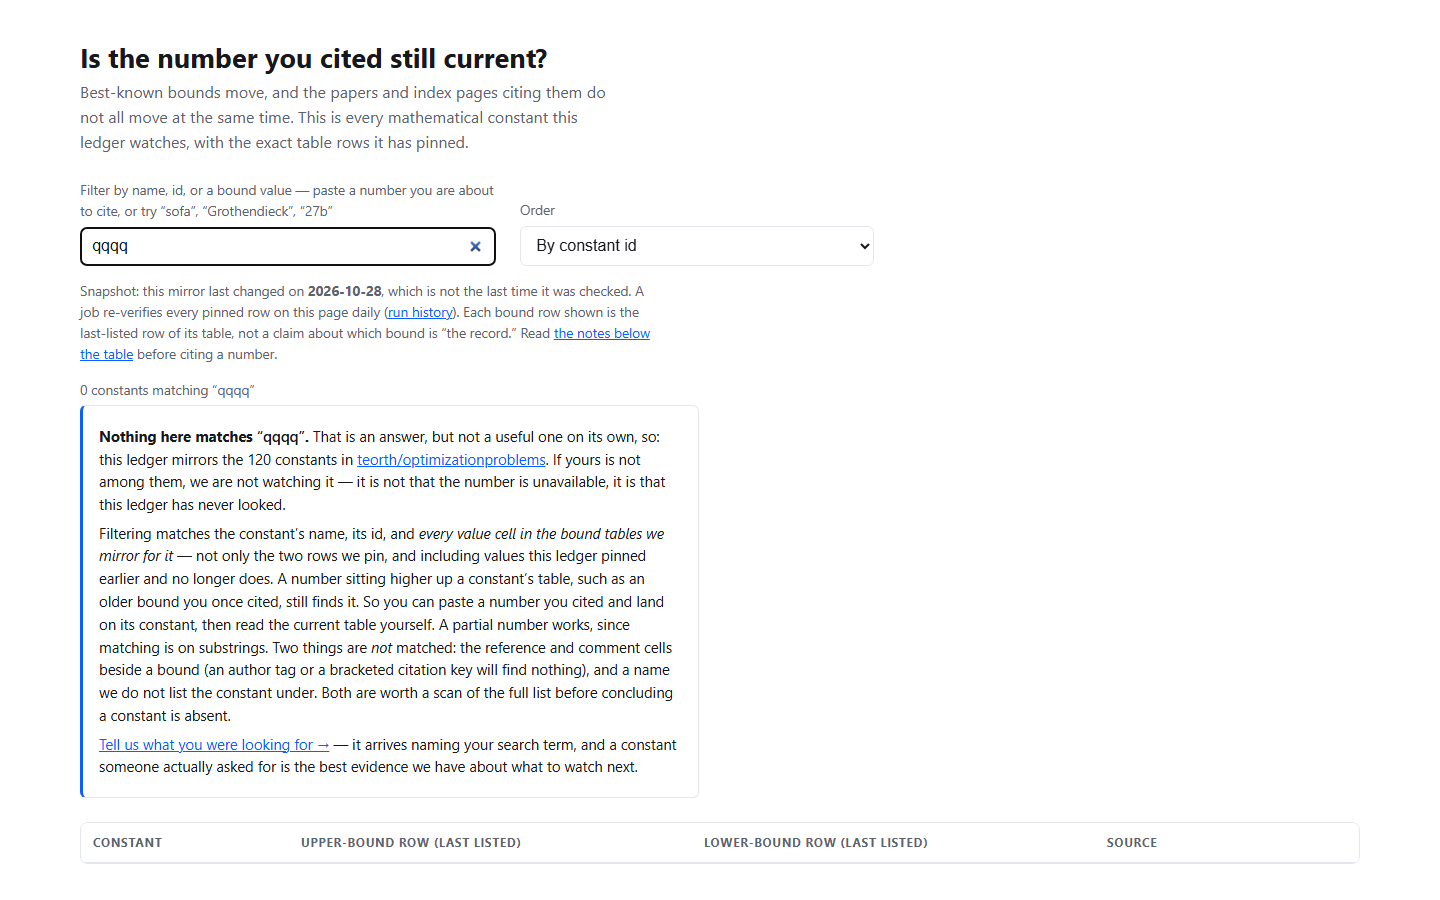 Is the number you cited still current?
Best-known bounds move, and the papers and index pages citing them do
not all move at the same time. This is every mathematical constant this
ledger watches, with the exact table rows it has pinned.
Filter by name, id, or a bound value — paste a number you are about
to cite, or try “sofa”, “Grothendieck”, “27b”
Order
qqqq
By constant id
Snapshot: this mirror last changed on 2026-10-28, which is not the last time it was checked. A
job re-verifies every pinned row on this page daily (run history). Each bound row shown is the
last-listed row of its table, not a claim about which bound is “the record.” Read the notes below
the table before citing a number.
0 constants matching “qqqq”
Nothing here matches “qqqq”. That is an answer, but not a useful one on its own, so:
this ledger mirrors the 120 constants in teorth/optimizationproblems. If yours is not
among them, we are not watching it — it is not that the number is unavailable, it is that
this ledger has never looked.
Filtering matches the constant’s name, its id, and every value cell in the bound tables we
mirror for it — not only the two rows we pin, and including values this ledger pinned
earlier and no longer does. A number sitting higher up a constant’s table, such as an
older bound you once cited, still finds it. So you can paste a number you cited and land
on its constant, then read the current table yourself. A partial number works, since
matching is on substrings. Two things are not matched: the reference and comment cells
beside a bound (an author tag or a bracketed citation key will find nothing), and a name
we do not list the constant under. Both are worth a scan of the full list before concluding
a constant is absent.
Tell us what you were looking for → — it arrives naming your search term, and a constant
someone actually asked for is the best evidence we have about what to watch next.
CONSTANT UPPER-BOUND ROW (LAST LISTED) LOWER-BOUND ROW (LAST LISTED) SOURCE